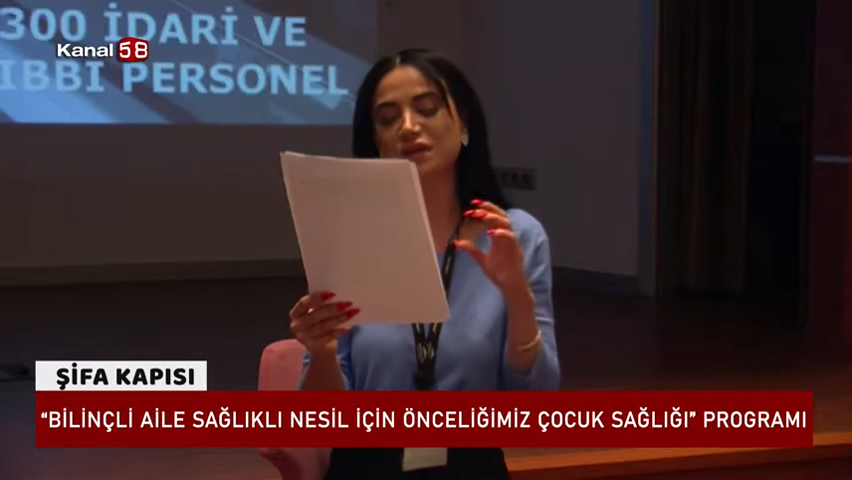 300 İDARİ VE
Kanal 58
IBBİ PERSONEL
ŞİFA KAPISI
“BİLİNÇLİ AİLE SAĞLIKLI NESİL İÇİN ÖNCELİĞİMİZ ÇOCUK SAĞLIĞI” PROGRAMI